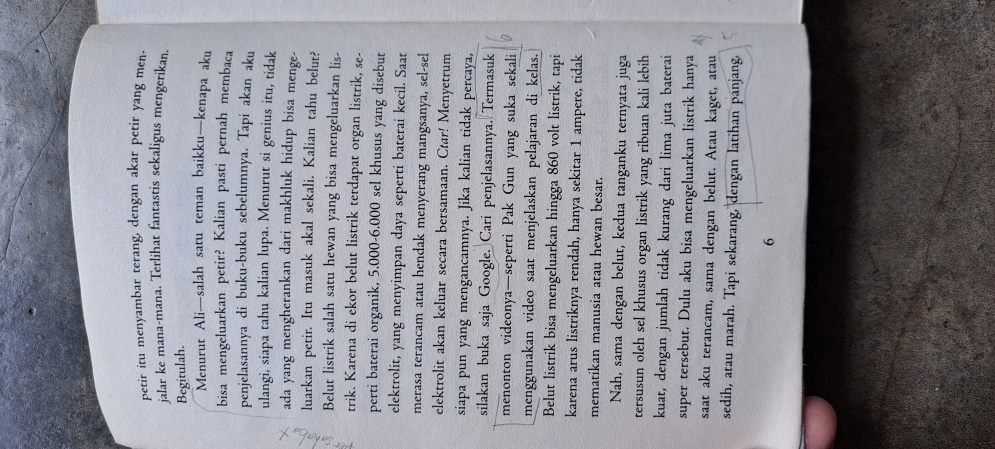 petir itu menyambar terang, dengan akar petir yang men-
jalar ke mana-mana. Terlihat fantastis sekaligus mengerikan.
Begitulah.
Menurut Ali—salah satu teman baikku—kenapa aku
bisa mengeluarkan petir? Kalian pasti pernah membaca
penjelasannya di buku-buku sebelumnya. Tapi akan aku
ulangi, siapa tahu kalian lupa. Menurut si genius itu, tidak
ada yang mengherankan dari makhluk hidup bisa menge-
luarkan petir. Itu masuk akal sekali. Kalian tahu belut?
Belut listrik salah satu hewan yang bisa mengeluarkan lis-
trik. Karena di ekor belut listrik terdapat organ listrik, se-
perti baterai organik, 5.000-6.000 sel khusus yang disebut
elektrolit, yang menyimpan daya seperti baterai kecil. Saat
merasa terancam atau hendak menyerang mangsanya, sel-sel
elektrolit akan keluar secara bersamaan. Ctar! Menyetrum
siapa pun yang mengancamnya. Jika kalian tidak percaya,
silakan buka saja Google. Cari penjelasannya. Termasuk
menonton videonya—seperti Pak Gun yang suka sekali
menggunakan video saat menjelaskan pelajaran di kelas.
Belut listrik bisa mengeluarkan hingga 860 volt listrik, tapi
karena arus listriknya rendah, hanya sekitar 1 ampere, tidak
mematikan manusia atau hewan besar.
Nah, sama dengan belut, kedua tanganku ternyata juga
tersusun oleh sel khusus organ listrik yang ribuan kali lebih
kuat, dengan jumlah tidak kurang dari lima juta baterai
super tersebut. Dulu aku bisa mengeluarkan listrik hanya
saat aku terancam, sama dengan belut. Atau kaget, atau
sedih, atau marah. Tapi sekarang, dengan latihan panjang,
6